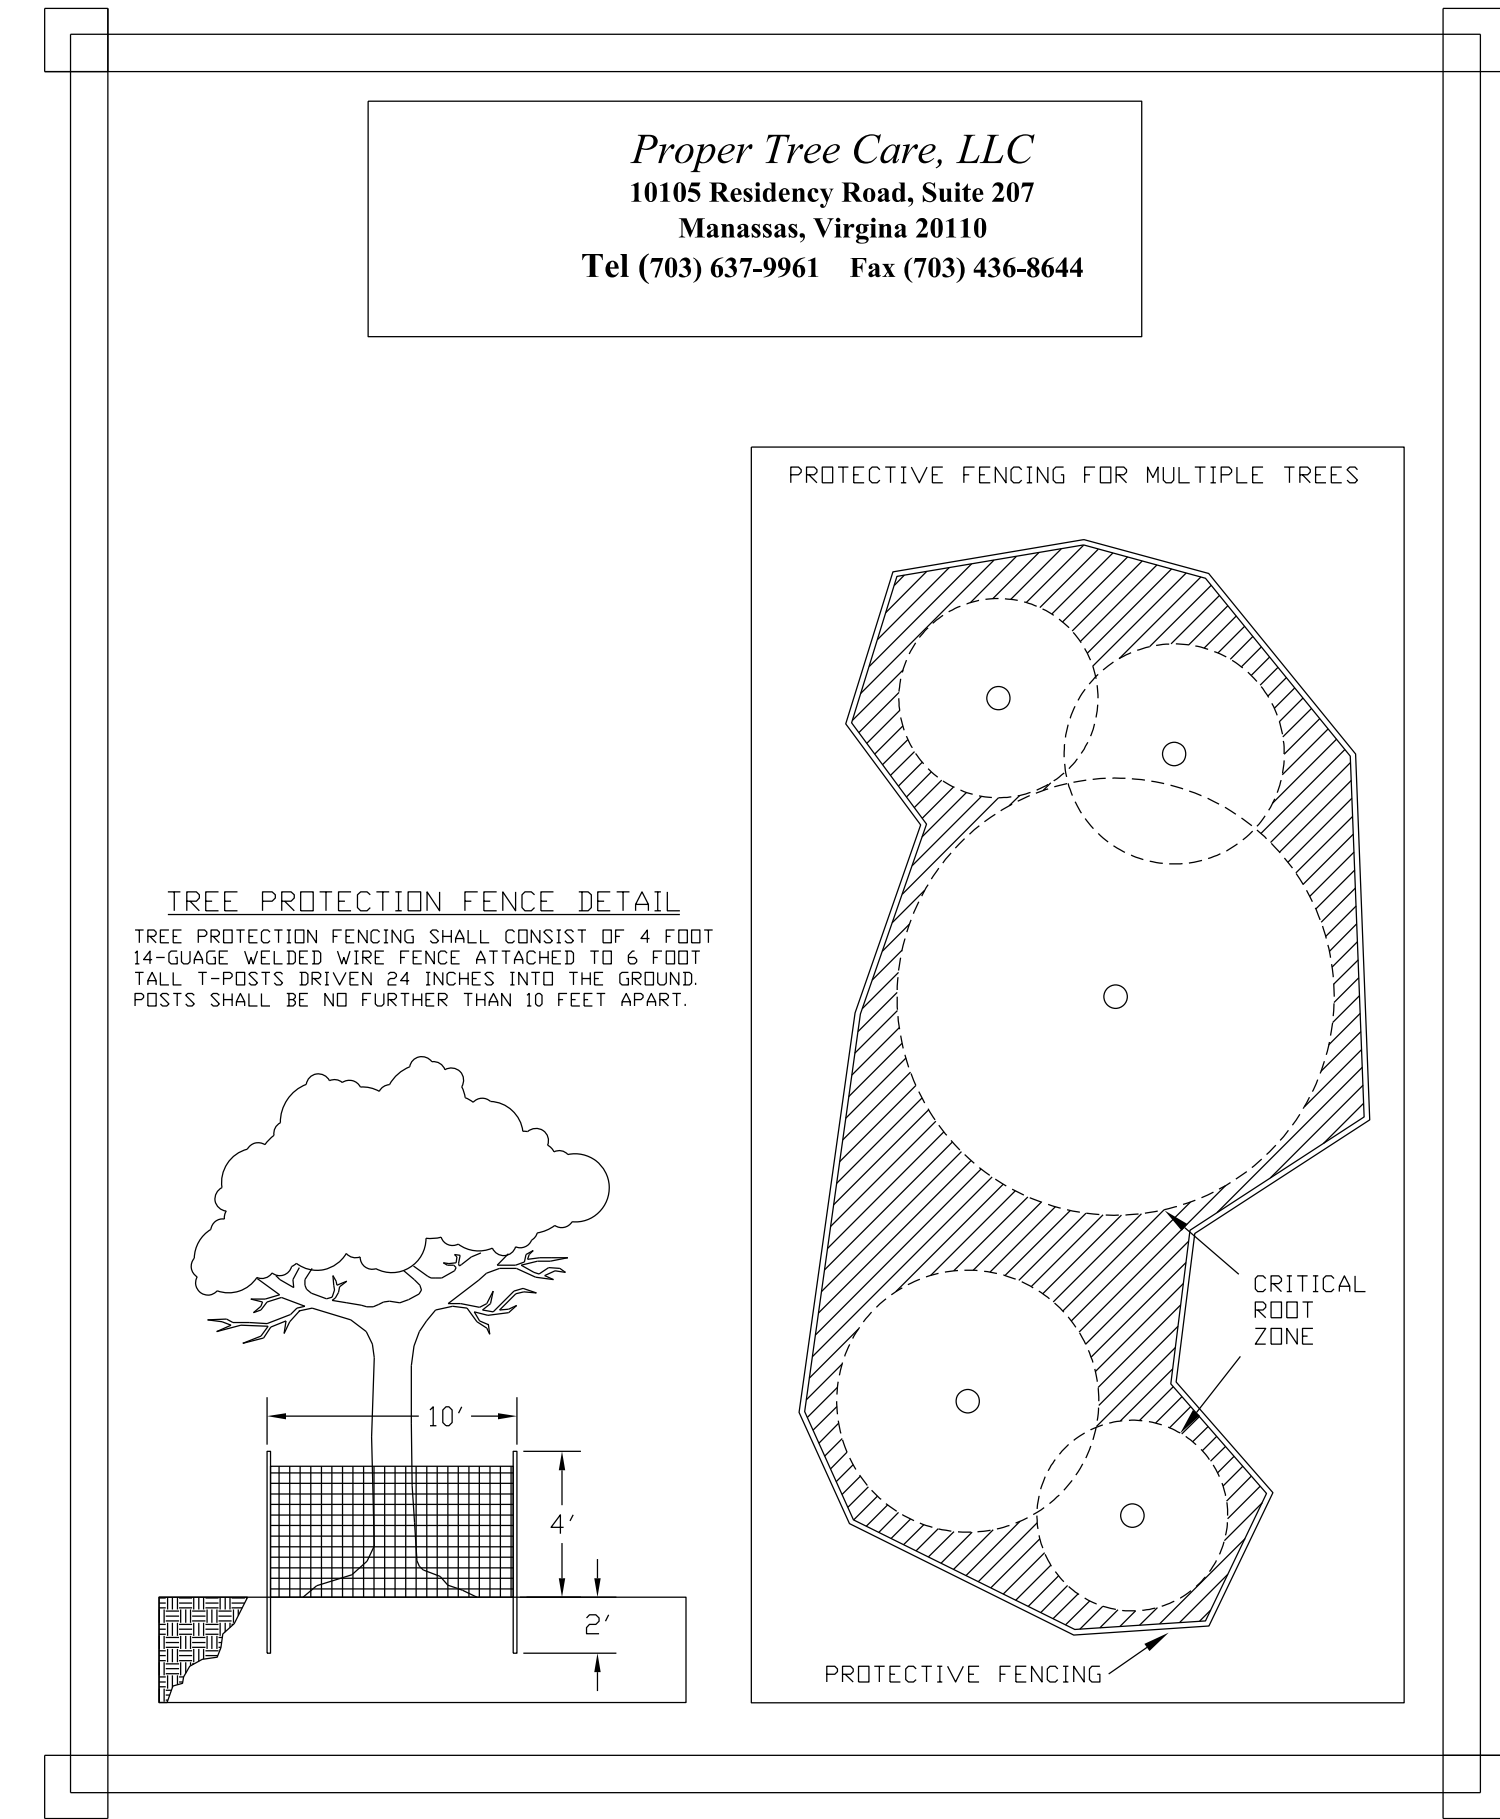 Proper Tree Care, LLC
10105 Residency Road, Suite 207
Manassas, Virgina 20110
Tel (703) 637-9961 Fax (703) 436-8644
PROTECTIVE FENCING FOR MULTIPLE TREES
TREE PROTECTION FENCE DETAIL
TREE PROTECTION FENCING SHALL CONSIST OF 4 FOOT
14-GUAGE WELDED WIRE FENCE ATTACHED TO 6 FOOT
TALL T-POSTS DRIVEN 24 INCHES INTO THE GROUND.
POSTS SHALL BE NO FURTHER THAN 10 FEET APART.
10'
4'
2'
CRITICAL
ROOT
ZONE
PROTECTIVE FENCING